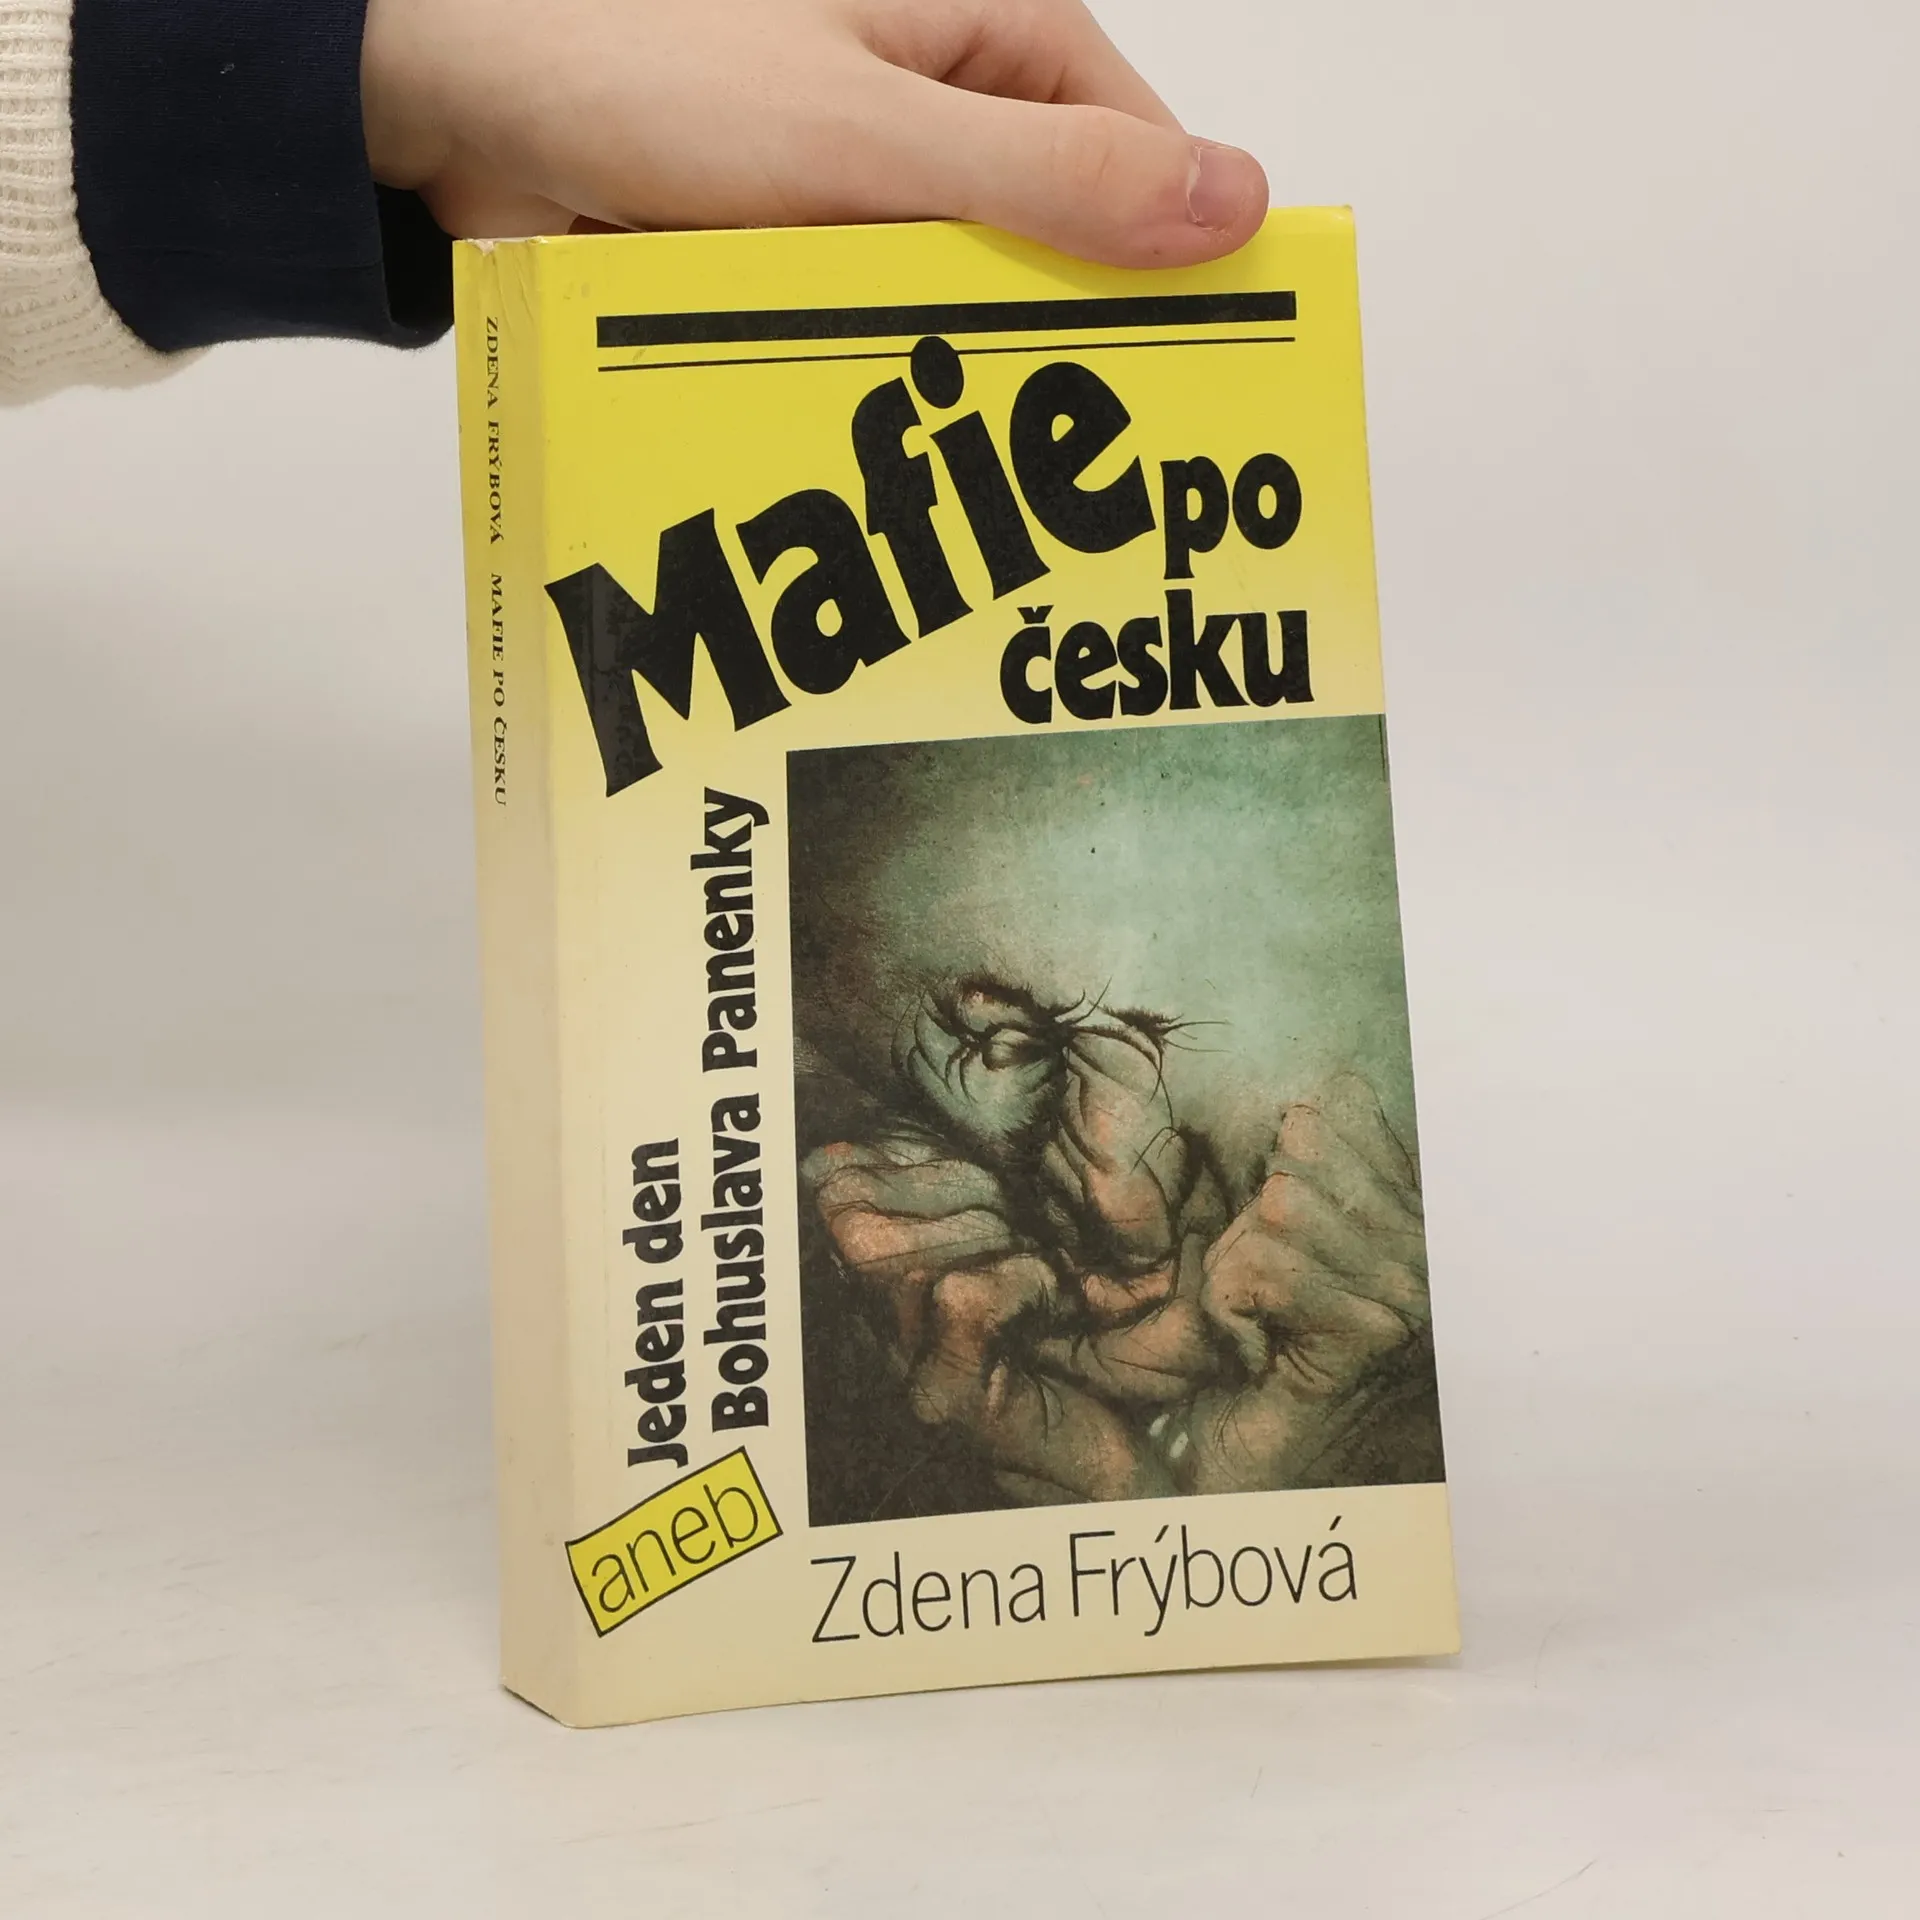 ZDENA FRÝBOVÁ MAFIE PO ČESKU
Mafie po
česku
aneb
Jeden den
Bohuslava Panenky
Zdena Frýbová